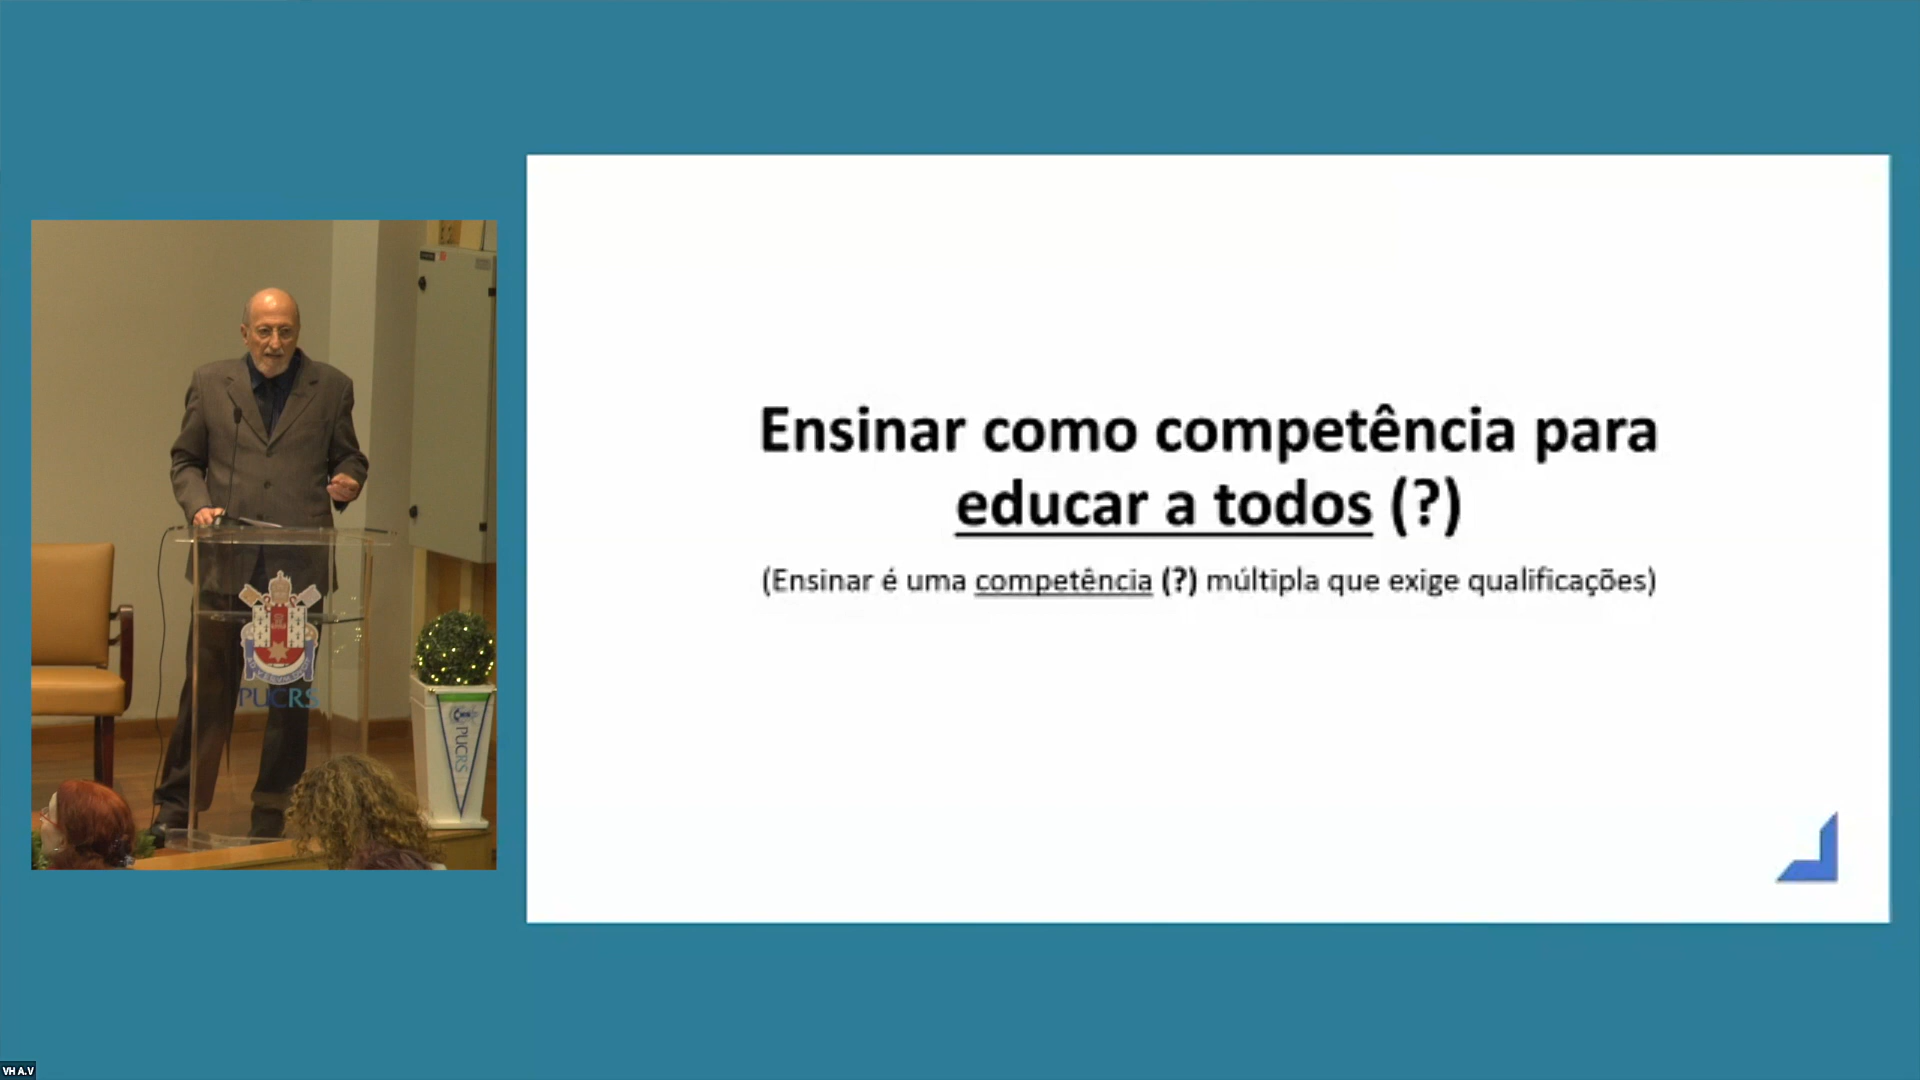 Ensinar como competência para
educar a todos (?)
(Ensinar é uma competência (?) múltipla que exige qualificações)
PUCRS
PUCRS
VH A.V